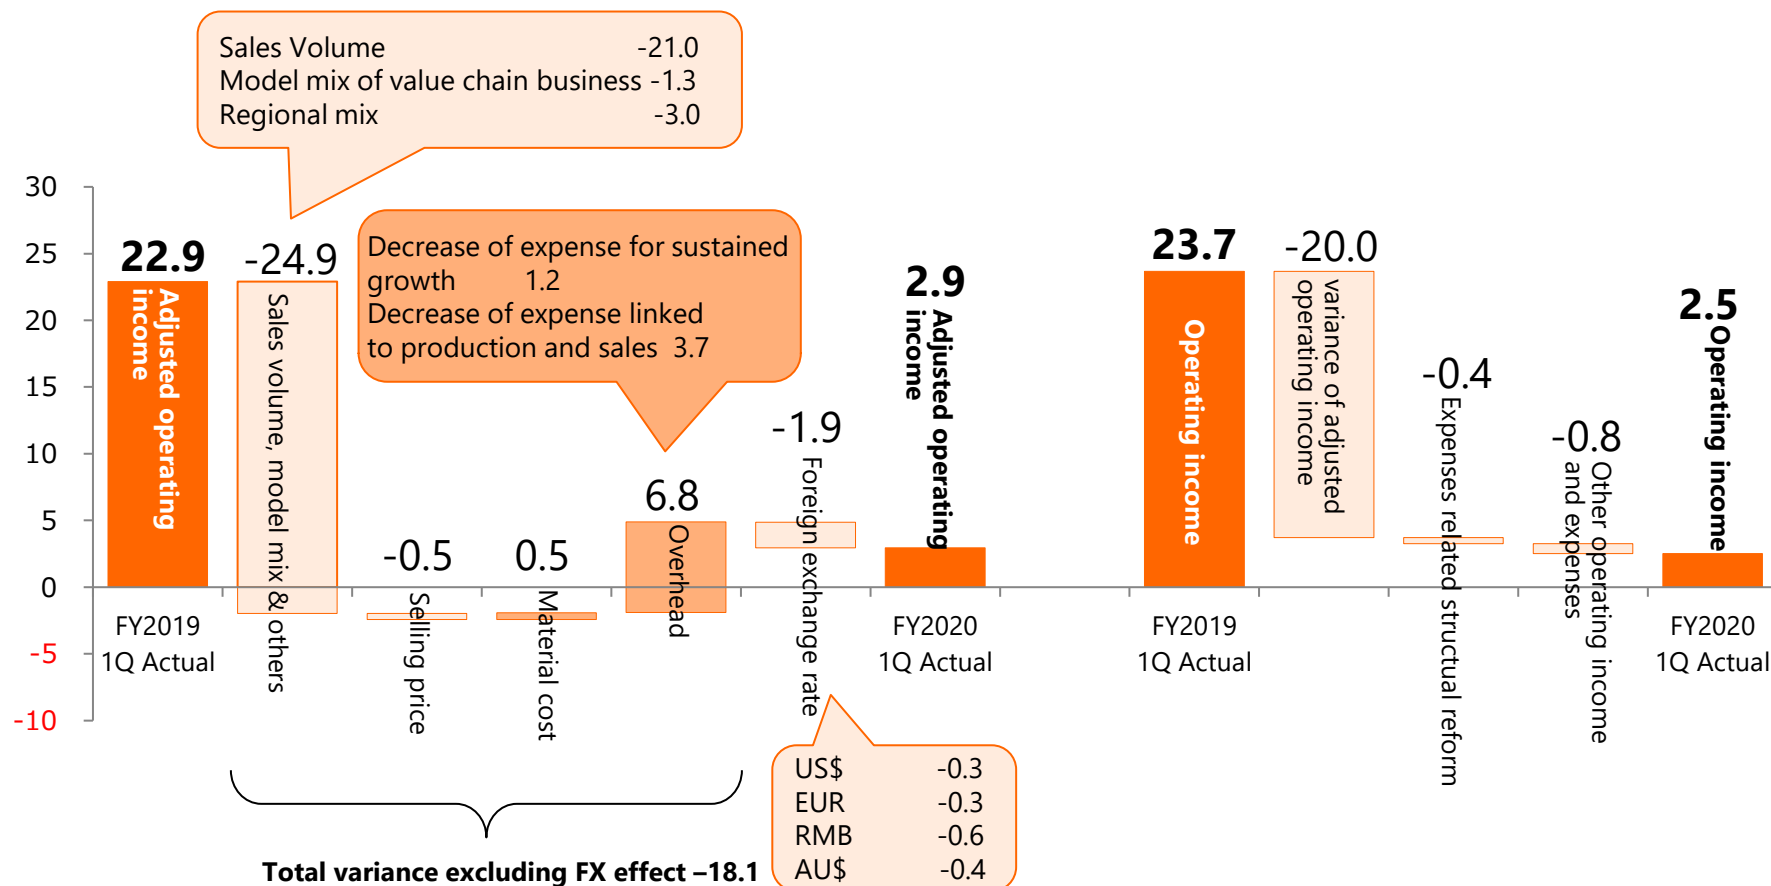 Sales Volume -21.0
Model mix of value chain business -1.3
Regional mix -3.0
30
25
20
15
10
5
0
-5
-10
22.9
Adjusted operating
income
FY2019
1Q Actual
-24.9
Sales volume, model mix & others
Decrease of expense for sustained
growth 1.2
Decrease of expense linked
to production and sales 3.7
-0.5
Selling price
0.5
Material cost
6.8
Overhead
-1.9
Foreign exchange rate
2.9
Adjusted operating
income
FY2020
1Q Actual
US$ -0.3
EUR -0.3
RMB -0.6
AU$ -0.4
Total variance excluding FX effect –18.1
23.7
Operating income
FY2019
1Q Actual
-20.0
variance of adjusted
operating income
-0.4
Expenses related structual reform
-0.8
Other operating income
and expenses
2.5
Operating income
FY2020
1Q Actual